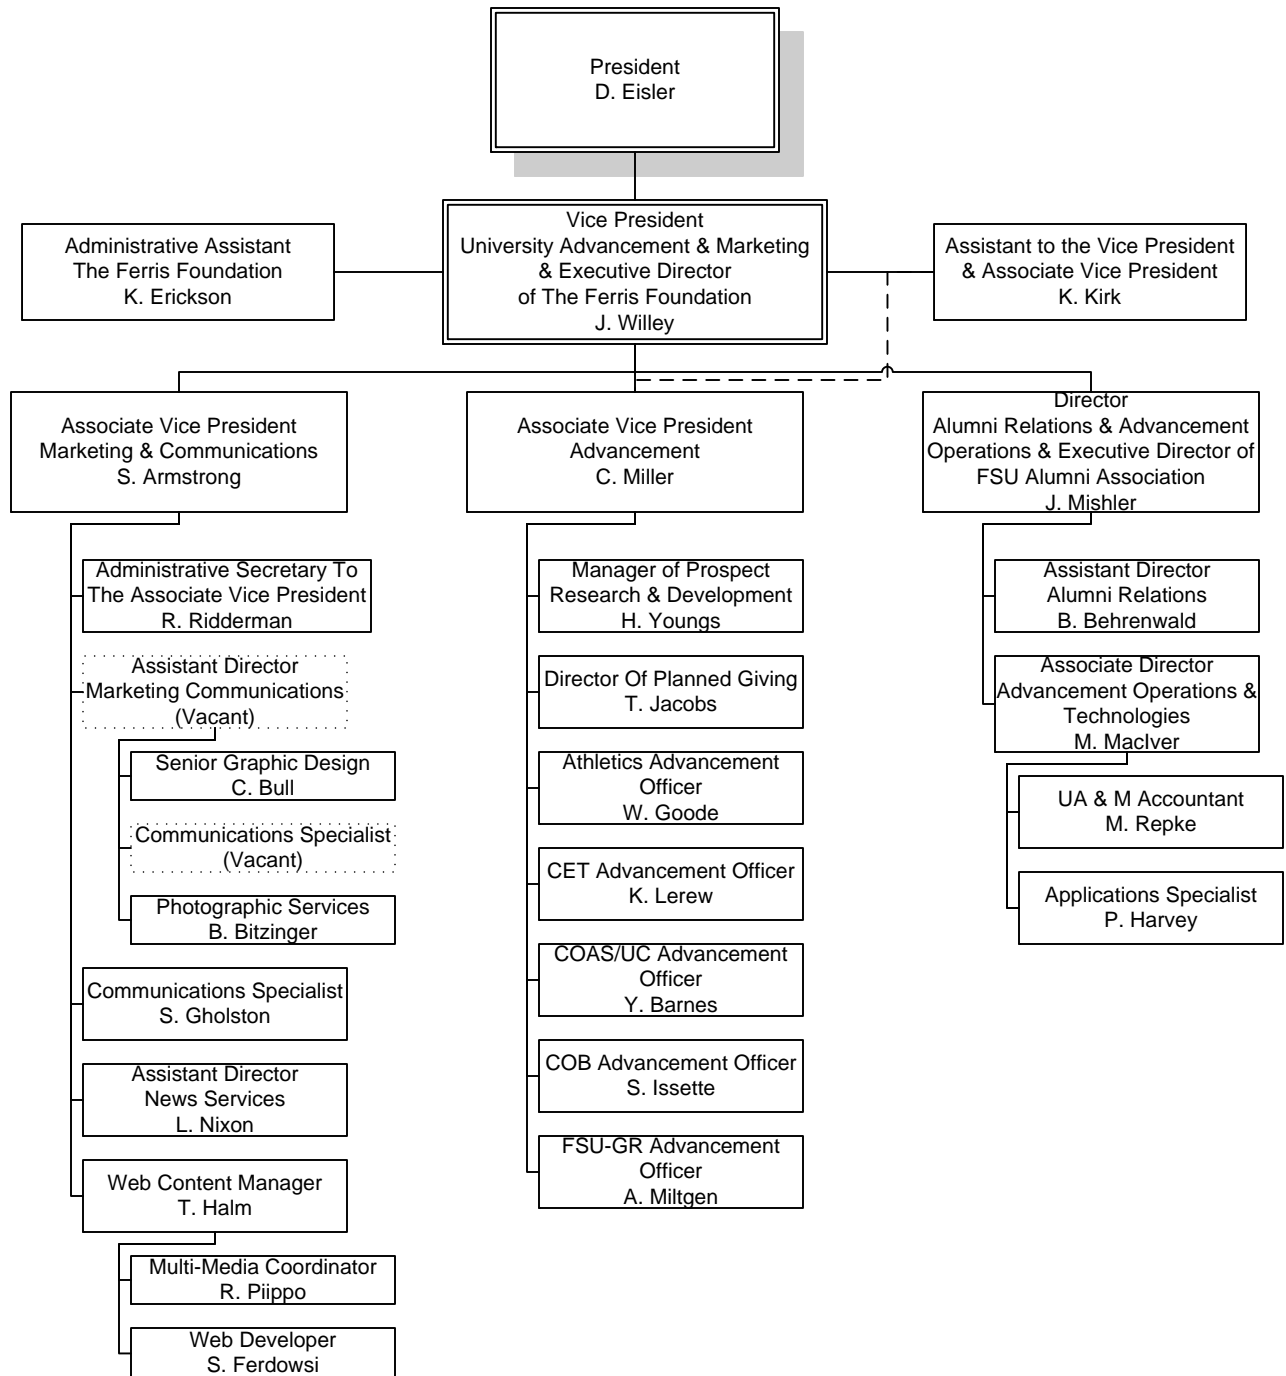 President
D. Eisler
Administrative Assistant
The Ferris Foundation
K. Erickson
Vice President
University Advancement & Marketing
& Executive Director
of The Ferris Foundation
J. Willey
Assistant to the Vice President
& Associate Vice President
K. Kirk
Associate Vice President
Marketing & Communications
S. Armstrong
Administrative Secretary To
The Associate Vice President
R. Ridderman
Assistant Director
Marketing Communications
(Vacant)
Senior Graphic Design
C. Bull
Communications Specialist
(Vacant)
Photographic Services
B. Bitzinger
Communications Specialist
S. Gholston
Assistant Director
News Services
L. Nixon
Web Content Manager
T. Halm
Multi-Media Coordinator
R. Piippo
Web Developer
S. Ferdowsi
Associate Vice President
Advancement
C. Miller
Manager of Prospect
Research & Development
H. Youngs
Director Of Planned Giving
T. Jacobs
Athletics Advancement
Officer
W. Goode
CET Advancement Officer
K. Lerew
COAS/UC Advancement
Officer
Y. Barnes
COB Advancement Officer
S. Issette
FSU-GR Advancement
Officer
A. Miltgen
Director
Alumni Relations & Advancement
Operations & Executive Director of
FSU Alumni Association
J. Mishler
Assistant Director
Alumni Relations
B. Behrenwald
Associate Director
Advancement Operations &
Technologies
M. MacIver
UA & M Accountant
M. Repke
Applications Specialist
P. Harvey